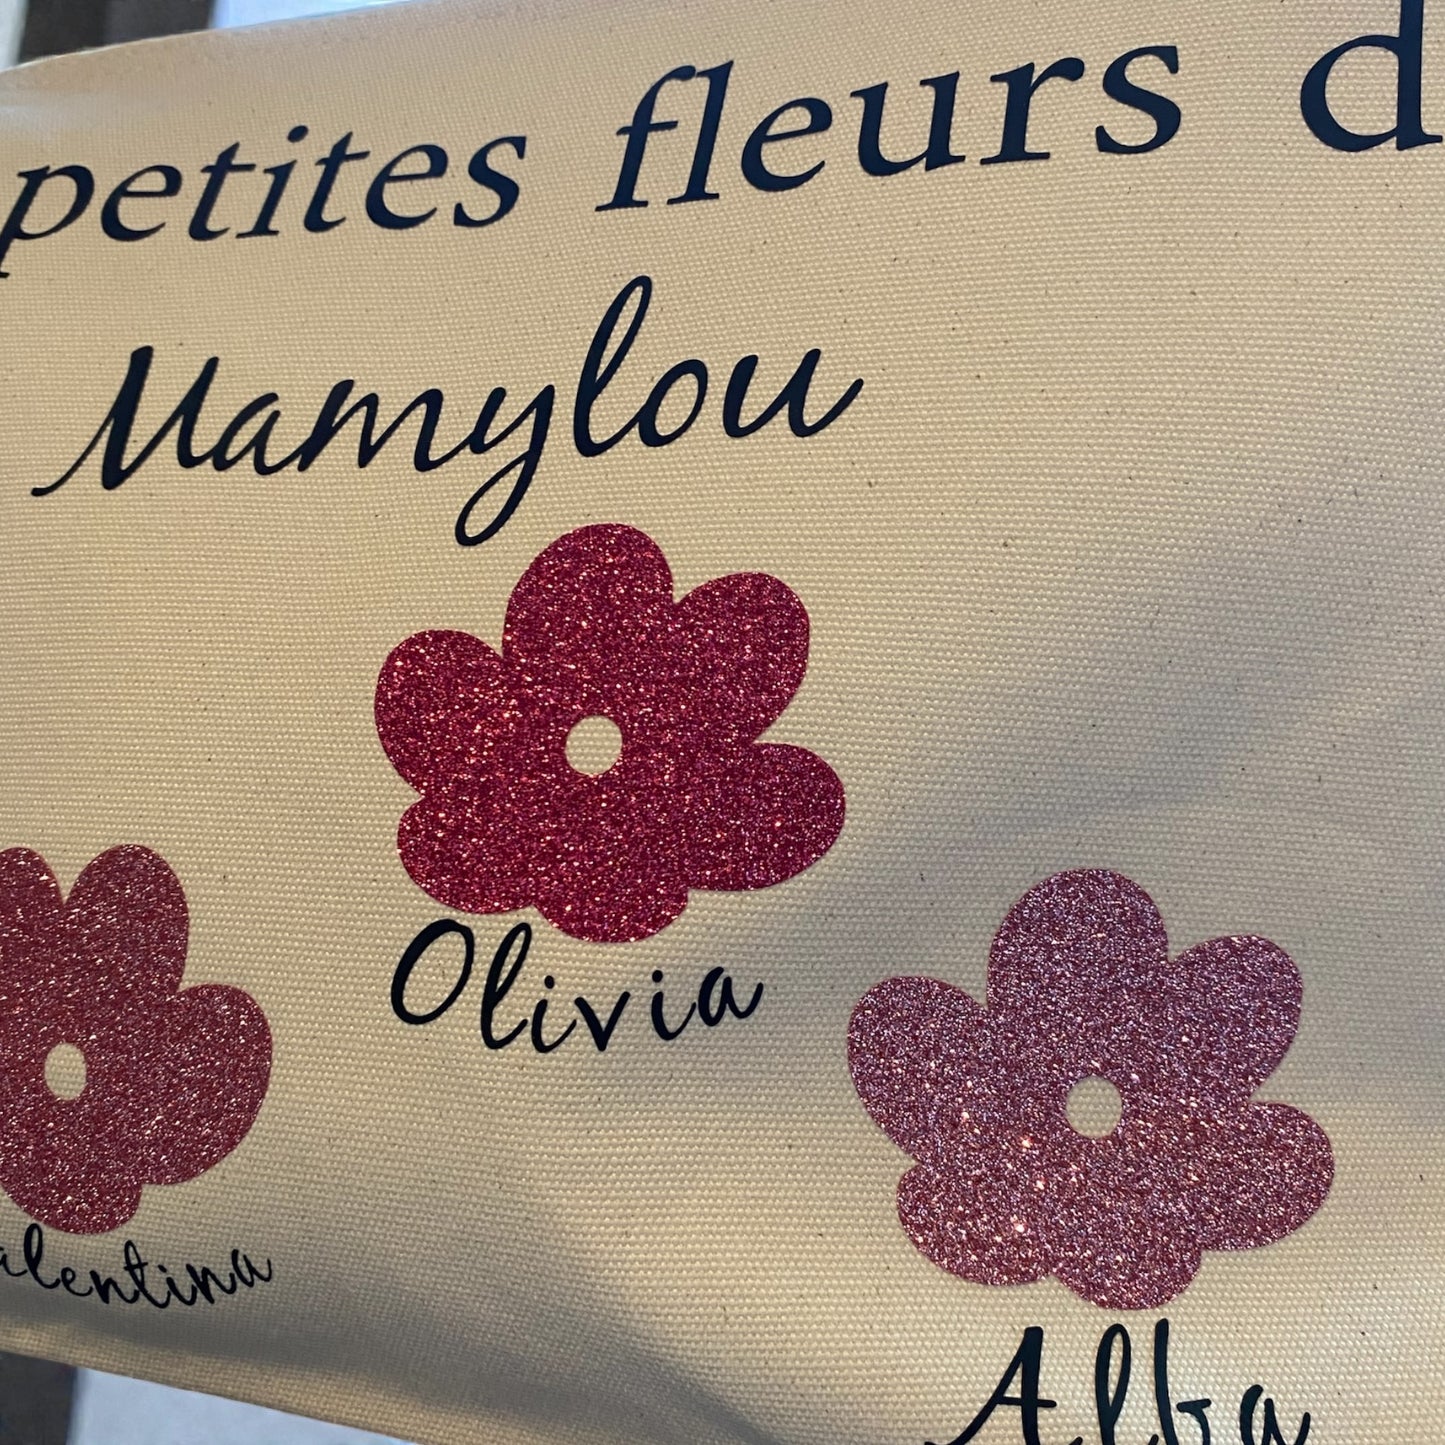 petites fleurs d
Mamylou
Olivia
alentina
Alba